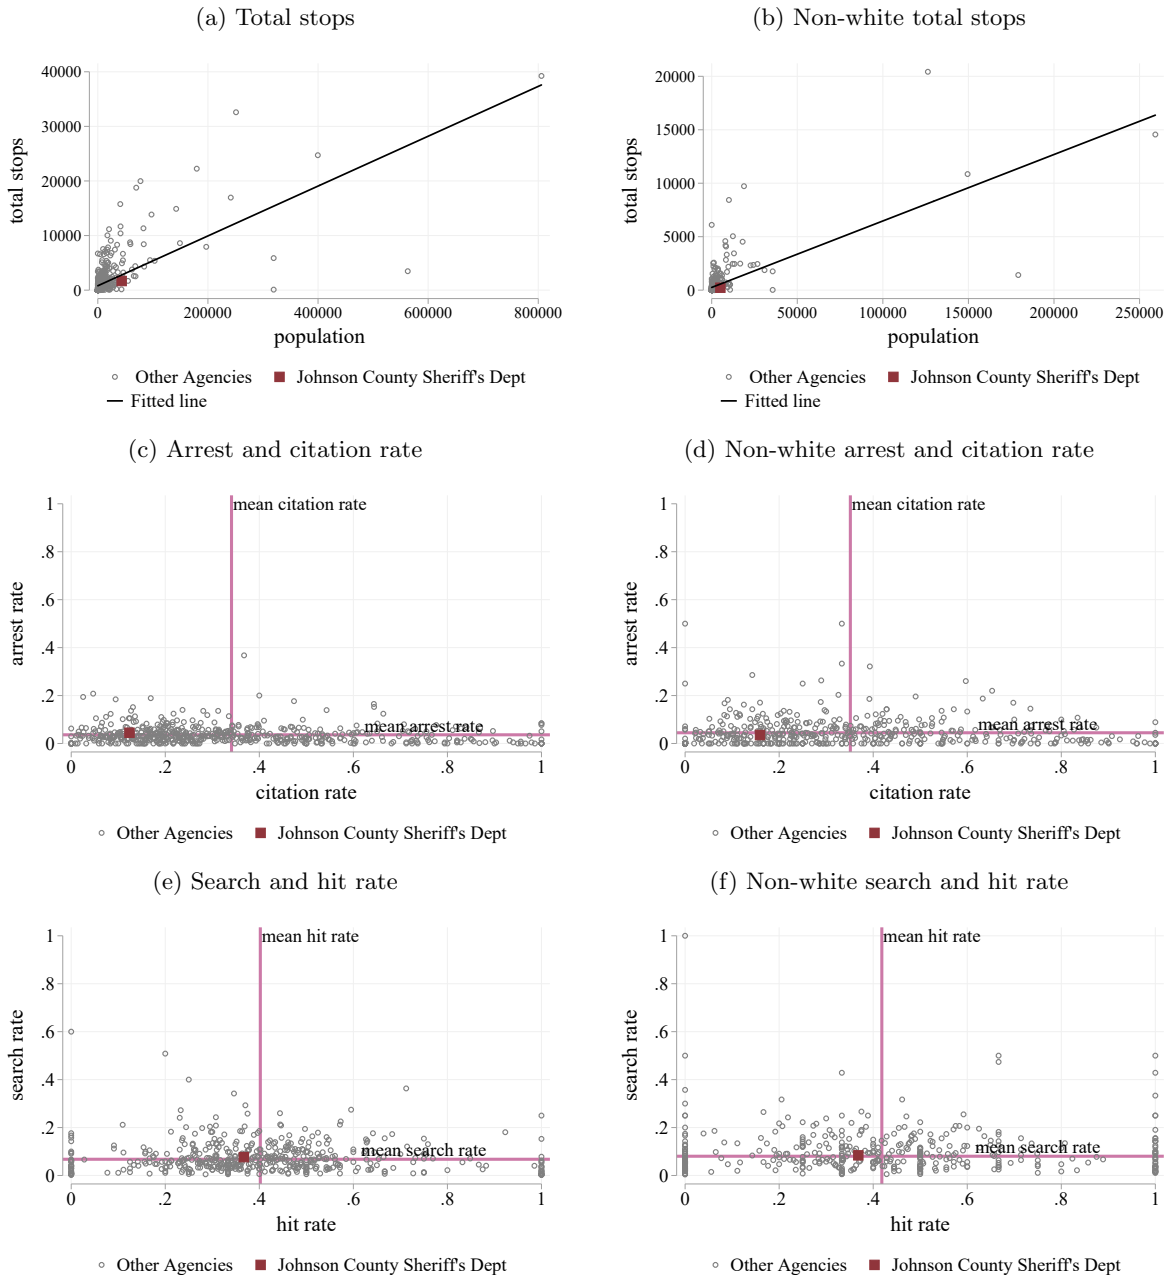 (a) Total stops
40000
30000
20000
10000
0
total stops
0 200000 400000 600000 800000
population
Other Agencies Johnson County Sheriff's Dept
Fitted line
(b) Non-white total stops
20000
15000
10000
5000
0
total stops
0 50000 100000 150000 200000 250000
population
Other Agencies Johnson County Sheriff's Dept
Fitted line
(c) Arrest and citation rate
mean citation rate
1
.8
.6
.4
.2
0
arrest rate
mean arrest rate
0 .2 .4 .6 .8 1
citation rate
Other Agencies Johnson County Sheriff's Dept
(d) Non-white arrest and citation rate
mean citation rate
1
.8
.6
.4
.2
0
arrest rate
mean arrest rate
0 .2 .4 .6 .8 1
citation rate
Other Agencies Johnson County Sheriff's Dept
(e) Search and hit rate
mean hit rate
1
.8
.6
.4
.2
0
search rate
mean search rate
0 .2 .4 .6 .8 1
hit rate
Other Agencies Johnson County Sheriff's Dept
(f) Non-white search and hit rate
mean hit rate
1
.8
.6
.4
.2
0
search rate
mean search rate
0 .2 .4 .6 .8 1
hit rate
Other Agencies Johnson County Sheriff's Dept